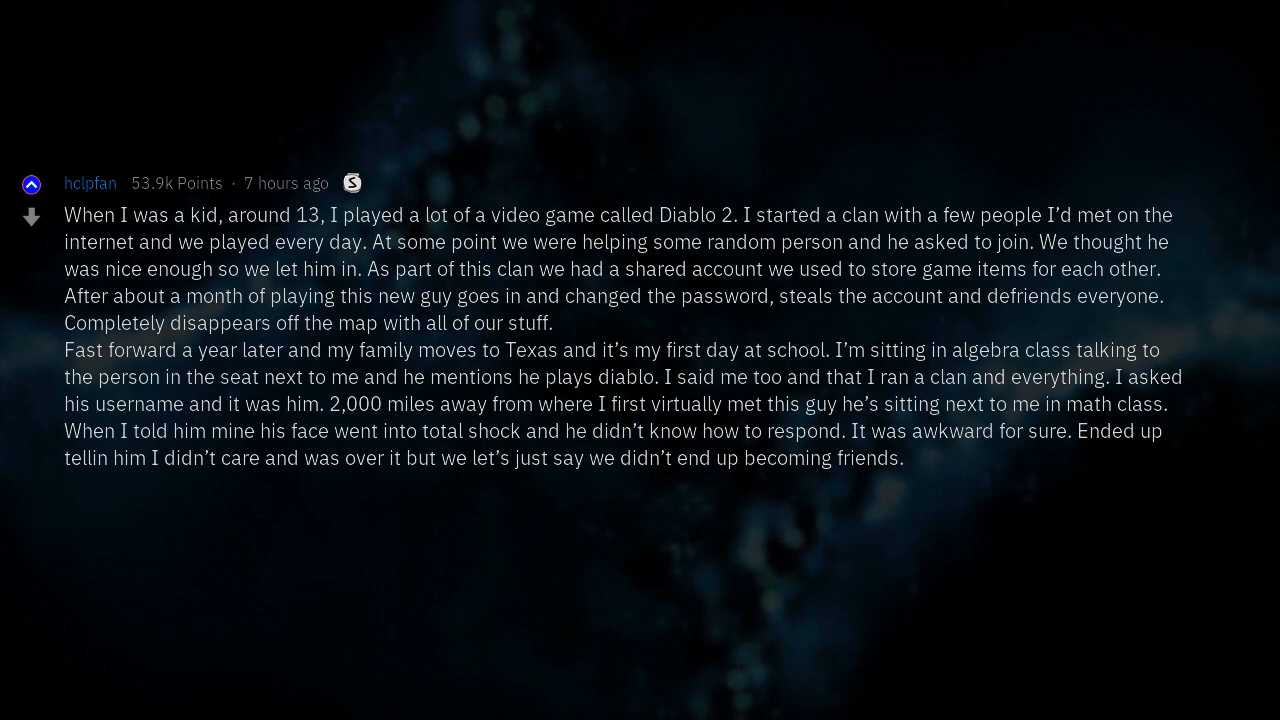 hclpfan 53.9k Points · 7 hours ago S
When I was a kid, around 13, I played a lot of a video game called Diablo 2. I started a clan with a few people I’d met on the
internet and we played every day. At some point we were helping some random person and he asked to join. We thought he
was nice enough so we let him in. As part of this clan we had a shared account we used to store game items for each other.
After about a month of playing this new guy goes in and changed the password, steals the account and defriends everyone.
Completely disappears off the map with all of our stuff.
Fast forward a year later and my family moves to Texas and it’s my first day at school. I’m sitting in algebra class talking to
the person in the seat next to me and he mentions he plays diablo. I said me too and that I ran a clan and everything. I asked
his username and it was him. 2,000 miles away from where I first virtually met this guy he’s sitting next to me in math class.
When I told him mine his face went into total shock and he didn’t know how to respond. It was awkward for sure. Ended up
tellin him I didn’t care and was over it but we let’s just say we didn’t end up becoming friends.